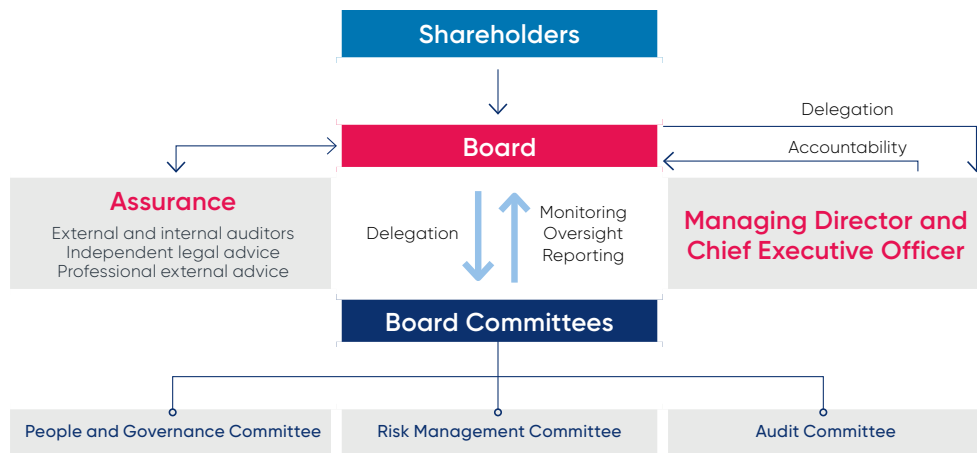 Shareholders
Delegation
Board
Accountability
Assurance
External and internal auditors
Independent legal advice
Professional external advice
Delegation
Monitoring
Oversight
Reporting
Managing Director and
Chief Executive Officer
Board Committees
People and Governance Committee
Risk Management Committee
Audit Committee